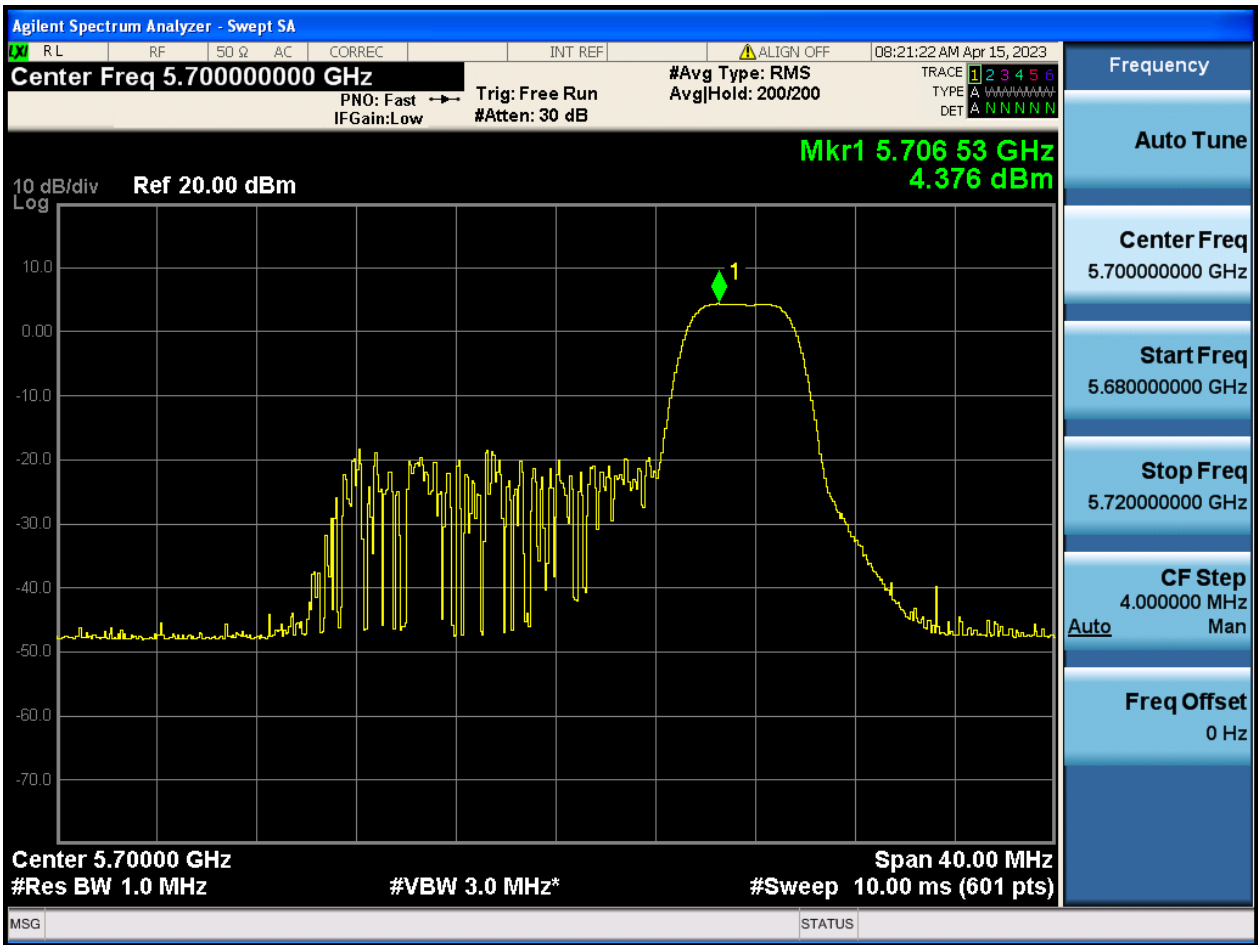 Agilent Spectrum Analyzer - Swept SA
LXI RL RF 50 Ω AC CORREC INT REF ALIGN OFF 08:21:22 AM Apr 15, 2023
Center Freq 5.700000000 GHz
PNO: Fast
IFGain:Low
Trig: Free Run
#Atten: 30 dB
#Avg Type: RMS
Avg|Hold: 200/200
TRACE 1 2 3 4 5 6
TYPE A WWWWW
DET A N N N N N
Mkr1 5.706 53 GHz
4.376 dBm
10 dB/div Ref 20.00 dBm
Log
1
10.0
0.00
-10.0
-20.0
-30.0
-40.0
-50.0
-60.0
-70.0
Center 5.70000 GHz Span 40.00 MHz
#Res BW 1.0 MHz #VBW 3.0 MHz* #Sweep 10.00 ms (601 pts)
MSG STATUS
Frequency
Auto Tune
Center Freq
5.700000000 GHz
Start Freq
5.680000000 GHz
Stop Freq
5.720000000 GHz
CF Step
4.000000 MHz
Auto Man
Freq Offset
0 Hz